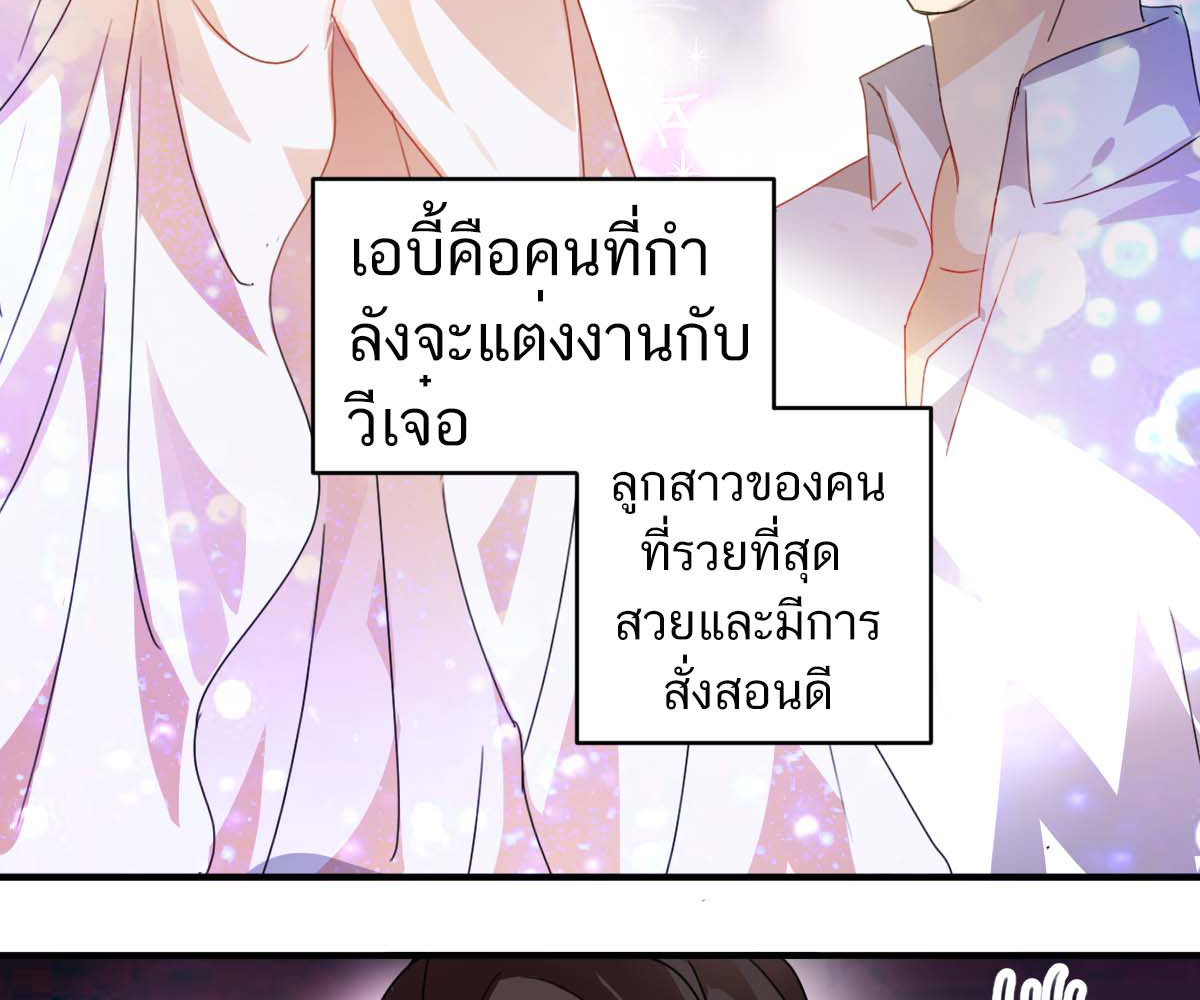 เอบี้คือคนที่กำ
ลังจะแต่งงานกับ
วีเจ๋อ
ลูกสาวของคน
ที่รวยที่สุด
สวยและมีการ
สั่งสอนดี